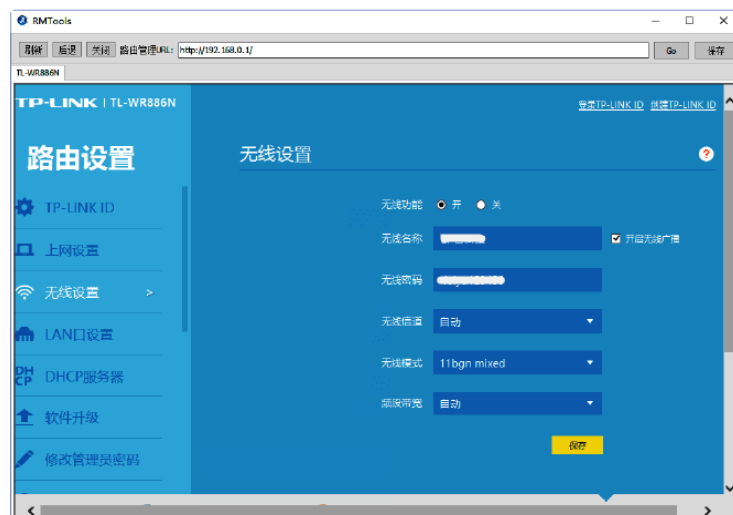 RMTools
刷新 后退 关闭 路由管理URL: http://192.168.0.1/ Go 保存
TL-WR886N
TP-LINK | TL-WR886N 登录TP-LINK ID 创建TP-LINK ID
路由设置
无线设置
?
TP-LINK ID
上网设置
无线设置 >
LAN口设置
DHCP DHCP服务器
软件升级
修改管理员密码
无线功能 开 关
无线名称 开启无线广播
无线密码
无线信道 自动
无线模式 11bgn mixed
频段带宽 自动
保存